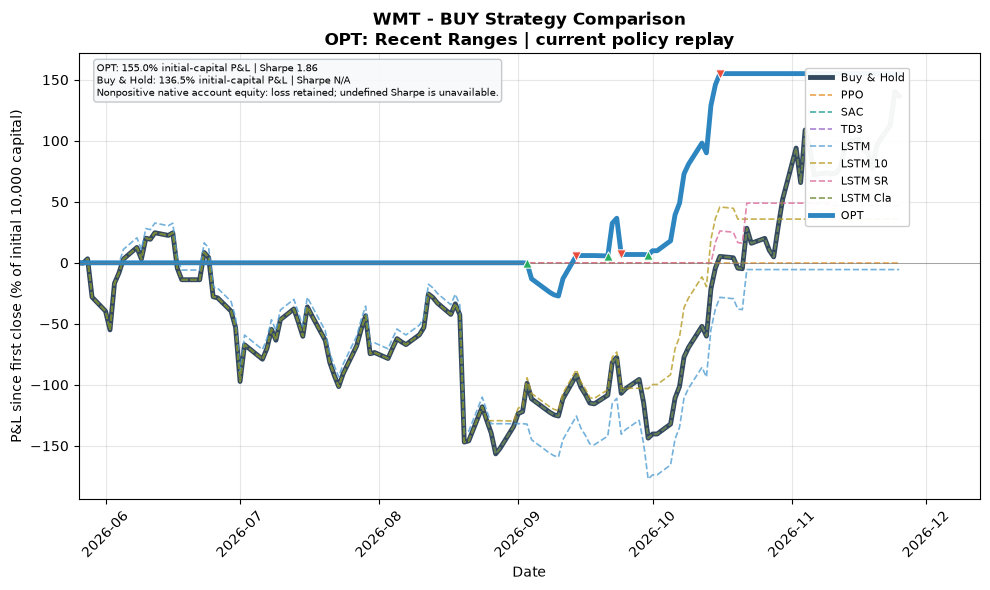 WMT - BUY Strategy Comparison
OPT: Recent Ranges | current policy replay
OPT: 155.0% initial-capital P&L | Sharpe 1.86
Buy & Hold: 136.5% initial-capital P&L | Sharpe N/A
Nonpositive native account equity: loss retained; undefined Sharpe is unavailable.
Buy & Hold
PPO
SAC
TD3
LSTM
LSTM 10
LSTM SR
LSTM Cla
OPT
P&L since first close (% of initial 10,000 capital)
150
100
50
0
−50
−100
−150
2026-06
2026-07
2026-08
2026-09
2026-10
2026-11
2026-12
Date